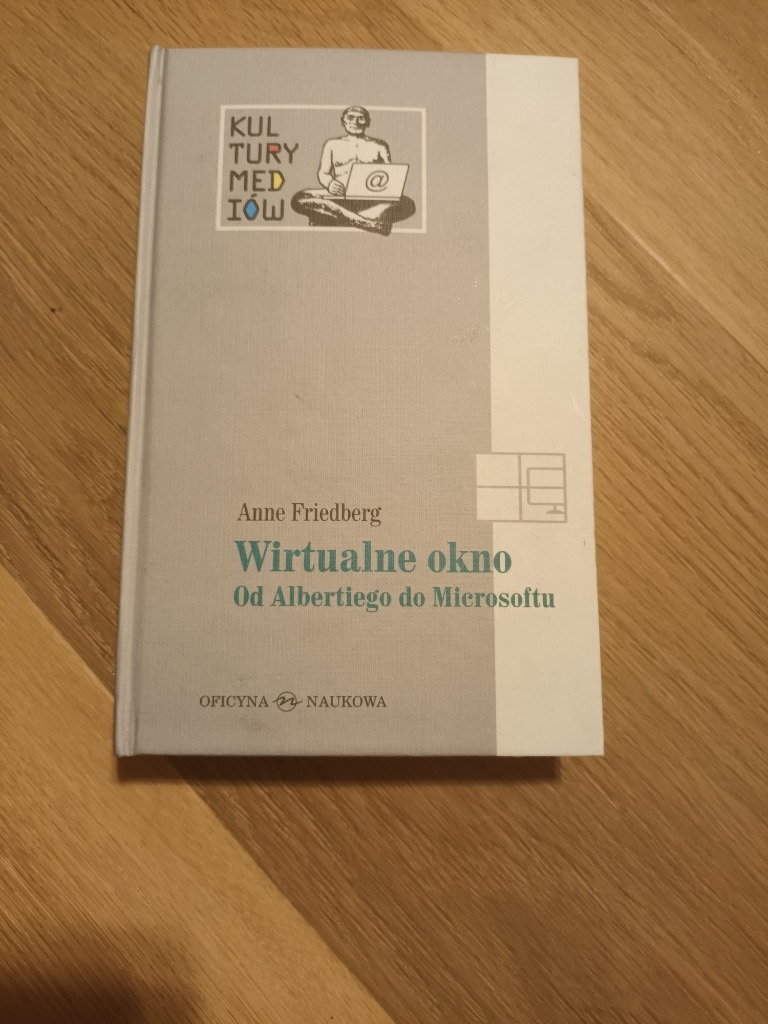 KUL
TURY
MED
IÓW
@
Anne Friedberg
Wirtualne okno
Od Albertiego do Microsoftu
OFICYNA NAUKOWA